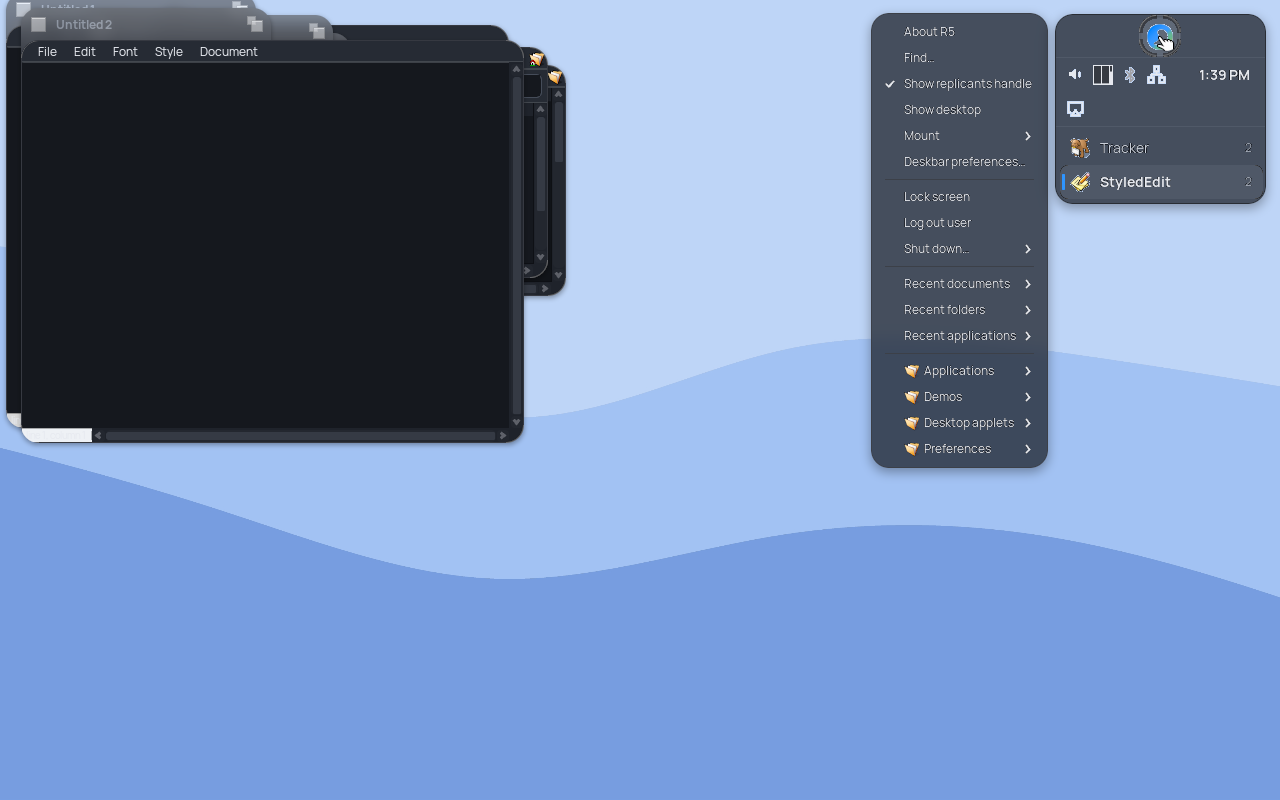 Untitled 1
Untitled 2
File Edit Font Style Document
About R5
Find...
Show replicants handle
Show desktop
Mount
Deskbar preferences...
Lock screen
Log out user
Shut down...
Recent documents
Recent folders
Recent applications
Applications
Demos
Desktop applets
Preferences
1:39 PM
Tracker 2
StyledEdit 2